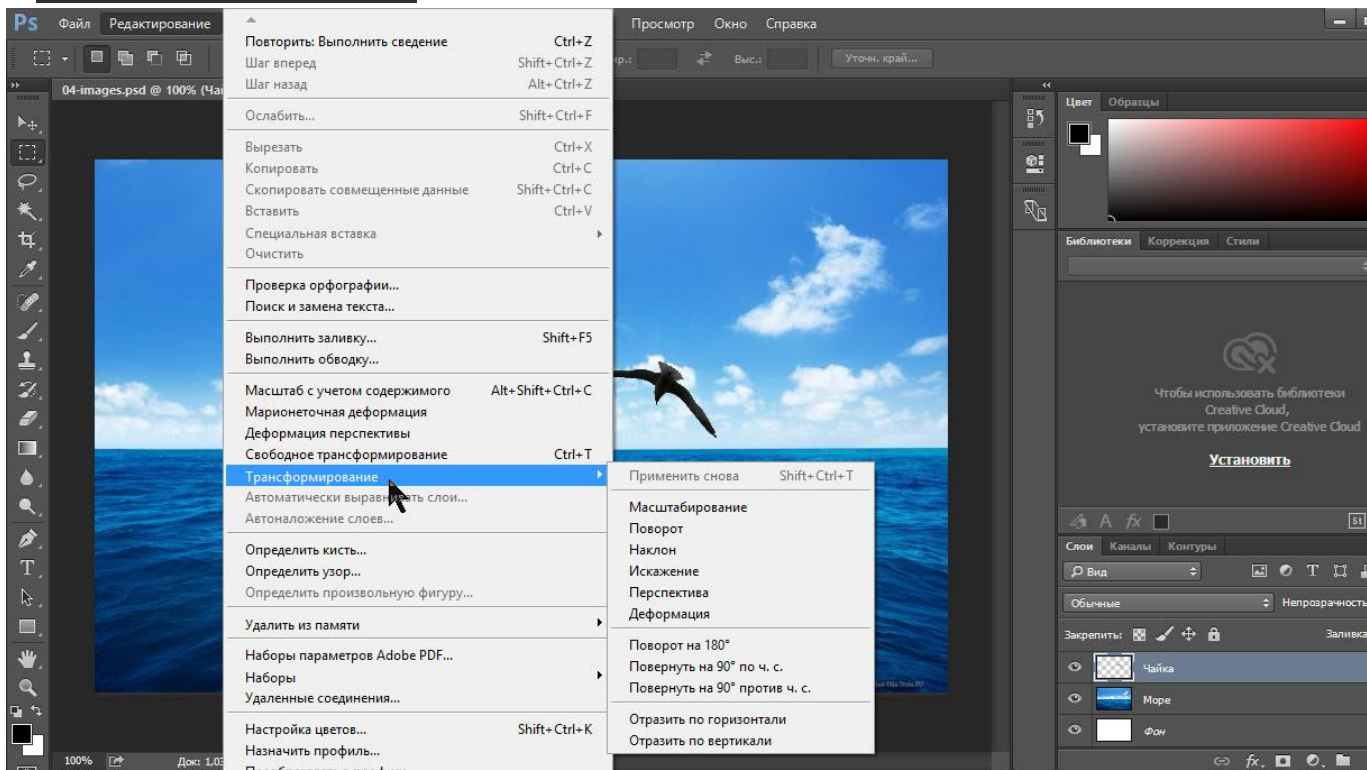 Ps Файл Редактирование Просмотр Окно Справка
Выс.: Уточн. край...
04-images.psd @ 100%
Повторить: Выполнить сведение Ctrl+Z
Шаг вперед Shift+Ctrl+Z
Шаг назад Alt+Ctrl+Z
Ослабить... Shift+Ctrl+F
Вырезать Ctrl+X
Копировать Ctrl+C
Скопировать совмещенные данные Shift+Ctrl+C
Вставить Ctrl+V
Специальная вставка
Очистить
Проверка орфографии...
Поиск и замена текста...
Выполнить заливку... Shift+F5
Выполнить обводку...
Масштаб с учетом содержимого Alt+Shift+Ctrl+C
Марионеточная деформация
Деформация перспективы
Свободное трансформирование Ctrl+T
Трансформирование
Автоматически выравнивать слои...
Автоналожение слоев...
Определить кисть...
Определить узор...
Определить произвольную фигуру...
Удалить из памяти
Наборы параметров Adobe PDF...
Наборы
Удаленные соединения...
Настройка цветов... Shift+Ctrl+K
Назначить профиль...
Применить снова Shift+Ctrl+T
Масштабирование
Поворот
Наклон
Искажение
Перспектива
Деформация
Поворот на 180°
Повернуть на 90° по ч. с.
Повернуть на 90° против ч. с.
Отразить по горизонтали
Отразить по вертикали
Цвет Образцы
Библиотеки Коррекция Стили
Чтобы использовать библиотеки
Creative Cloud,
установите приложение Creative Cloud
Установить
St
Слои Каналы Контуры
Вид
Обычные Непрозрачность
Закрепить: Заливка
Чайка
Море
Фон
100% Док: 1,03